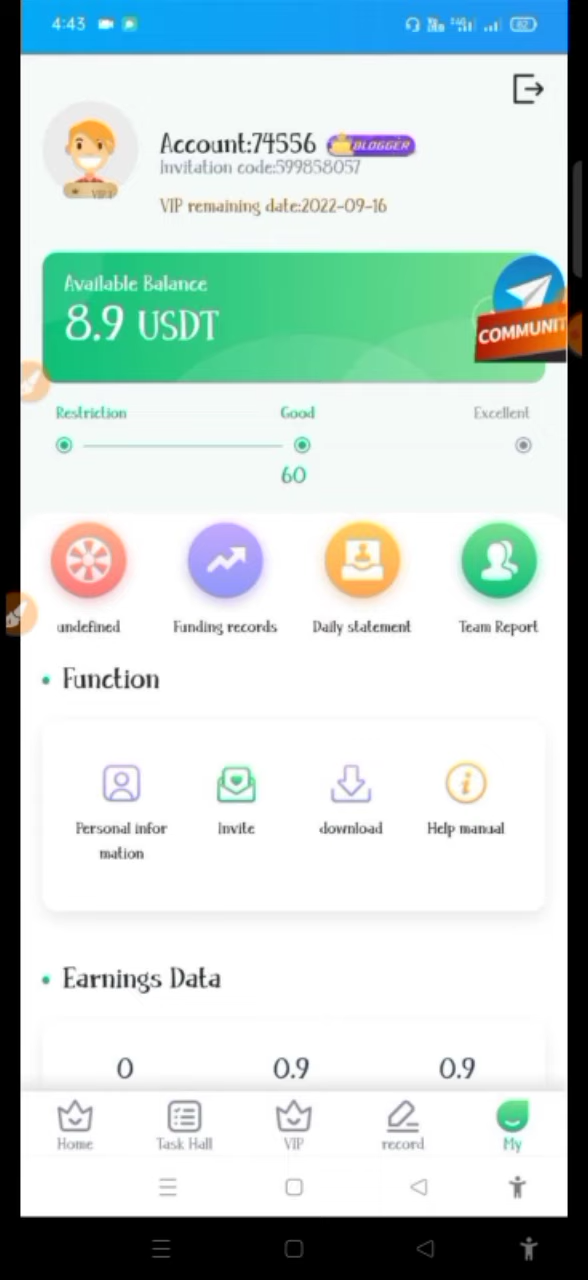 4:43
82
Account:74556 BLOGGER
Invitation code:599858057
VIP remaining date:2022-09-16
Available Balance
8.9 USDT
COMMUNIT
Restriction Good Excellent
60
undefined Funding records Daily statement Team Report
• Function
Personal infor
mation
Invite download Help manual
• Earnings Data
0 0.9 0.9
Home Task Hall VIP record My